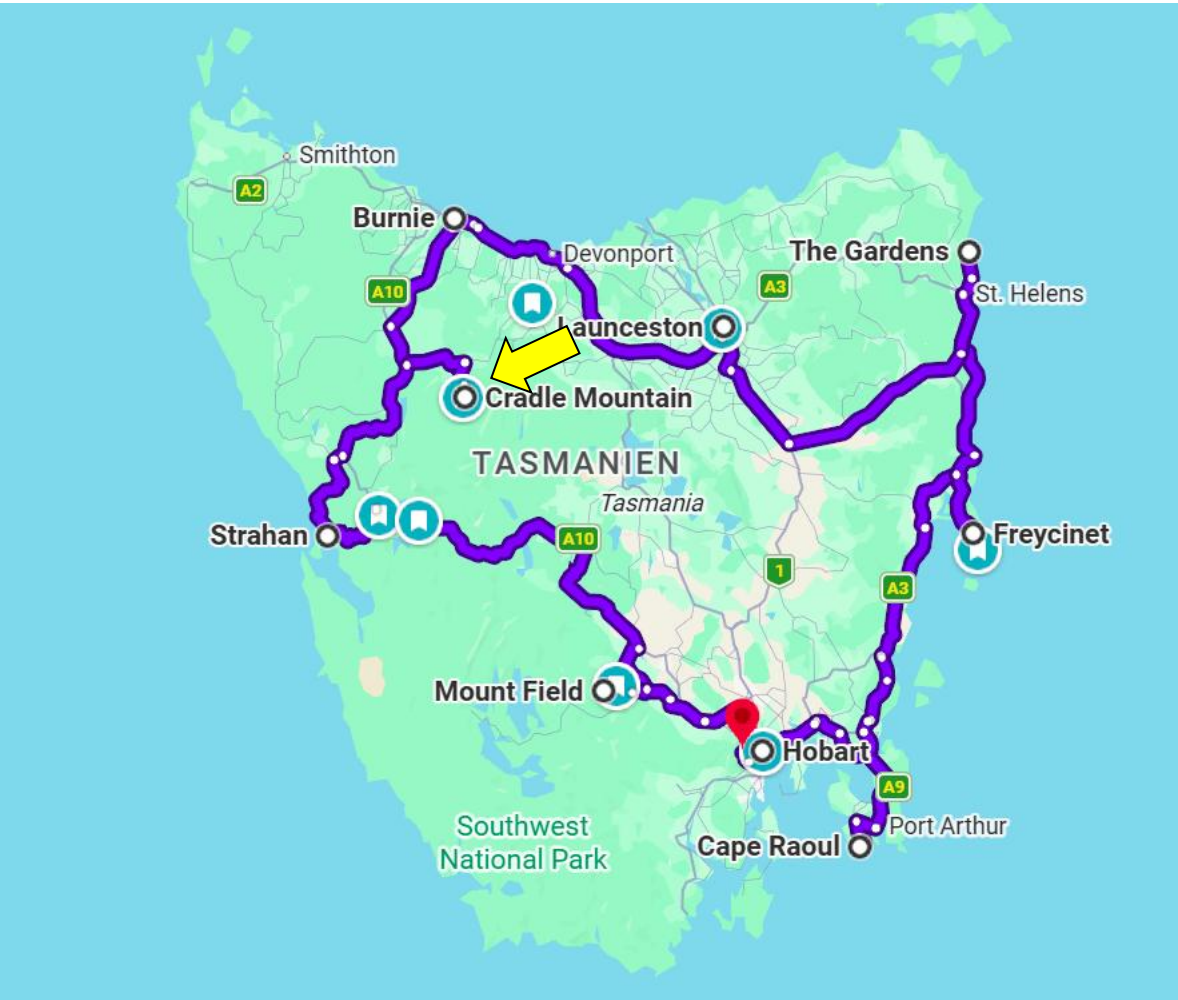 Smithton
A2
Burnie
Devonport
The Gardens
A10
A3
St. Helens
Launceston
Cradle Mountain
TASMANIEN
Tasmania
Strahan
A10
Freycinet
1
A3
Mount Field
Hobart
A9
Southwest
National Park
Port Arthur
Cape Raoul